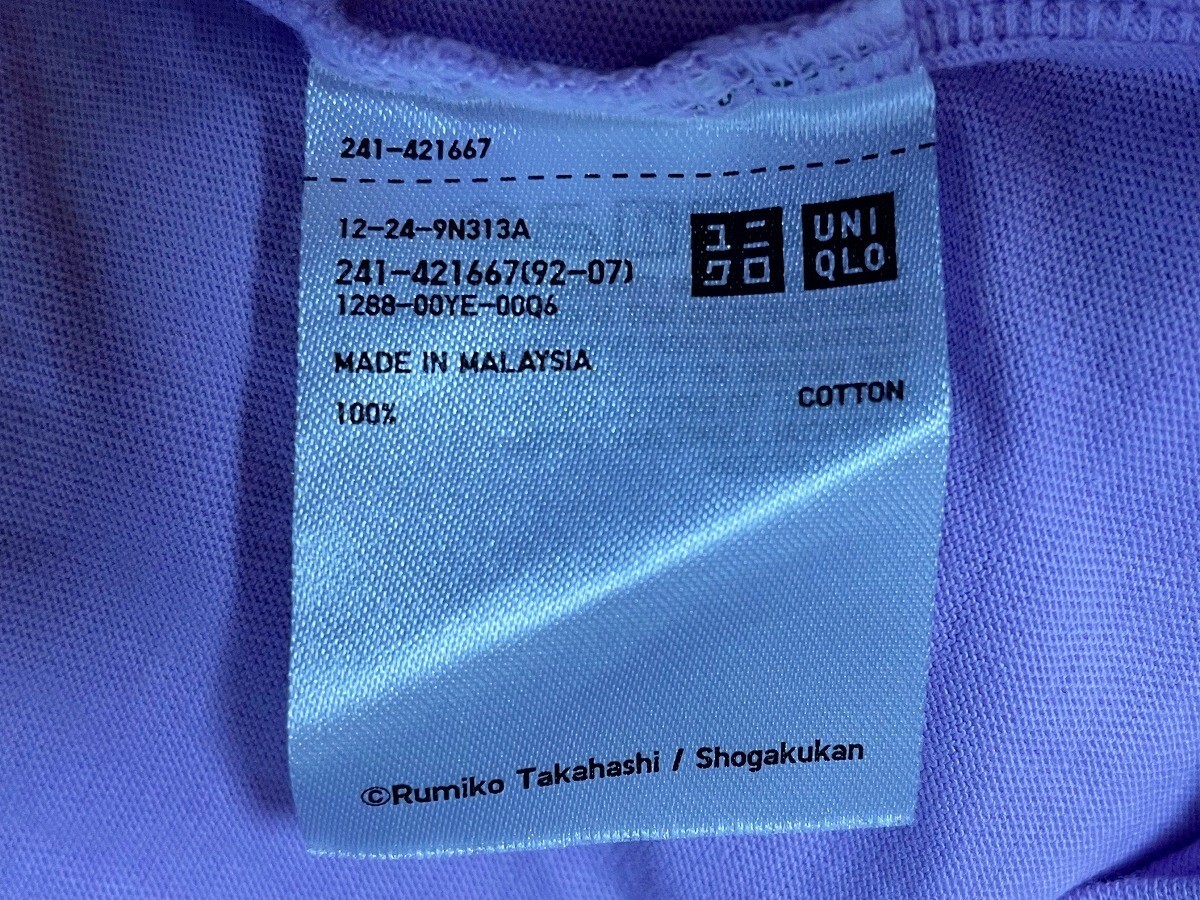 241-421667
12-24-9N313A
241-421667(92-07)
1288-00YE-00Q6
ユニ
クロ
UNI
QLO
MADE IN MALAYSIA
100% COTTON
©Rumiko Takahashi / Shogakukan